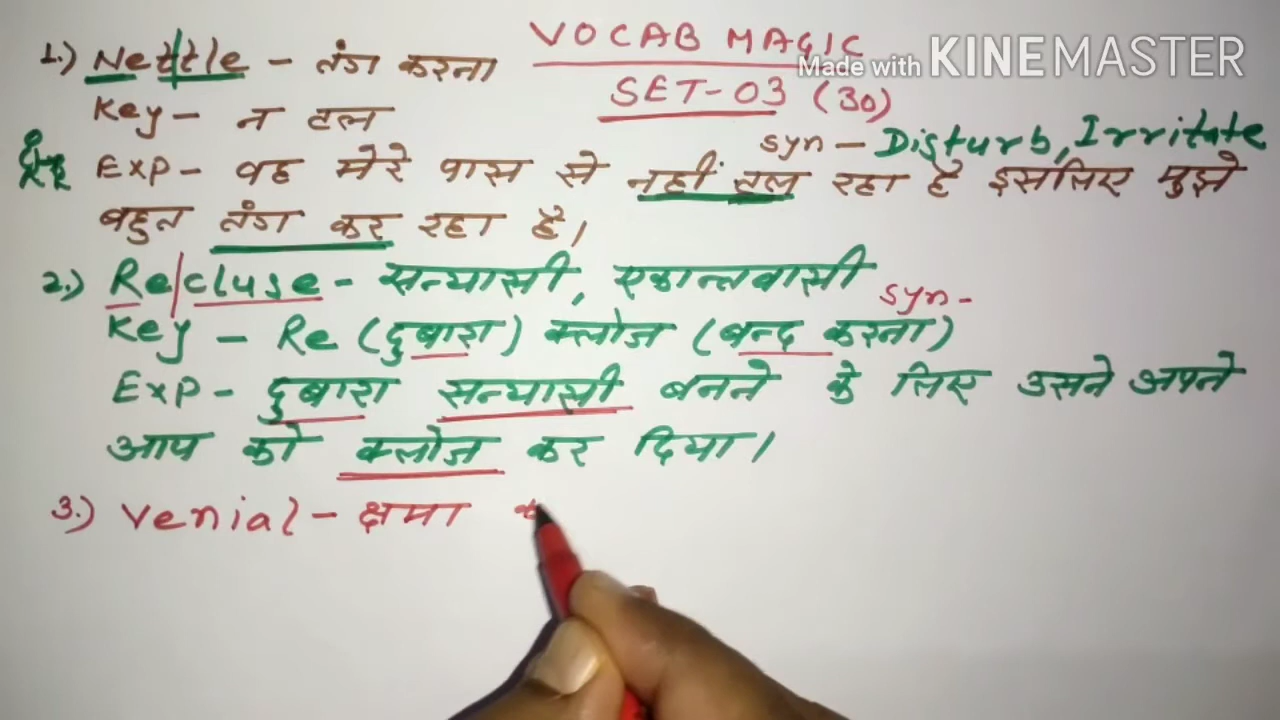 VOCAB MAGIC
Made with KINEMASTER
SET-03 (30)
1.) Nettle - तंग करना
Key - न टल
syn - Disturb, Irritate
Exp - वह मेरे पास से नहीं टल रहा है इसलिए मुझे
बहुत तंग कर रहा है।
2.) Recluse - सन्यासी, एकान्तवासी
syn -
Key - Re (दुबारा) क्लोज (बन्द करना)
Exp - दुबारा सन्यासी बनने के लिए उसने अपने
आप को क्लोज कर दिया।
3.) Venial - क्षमा